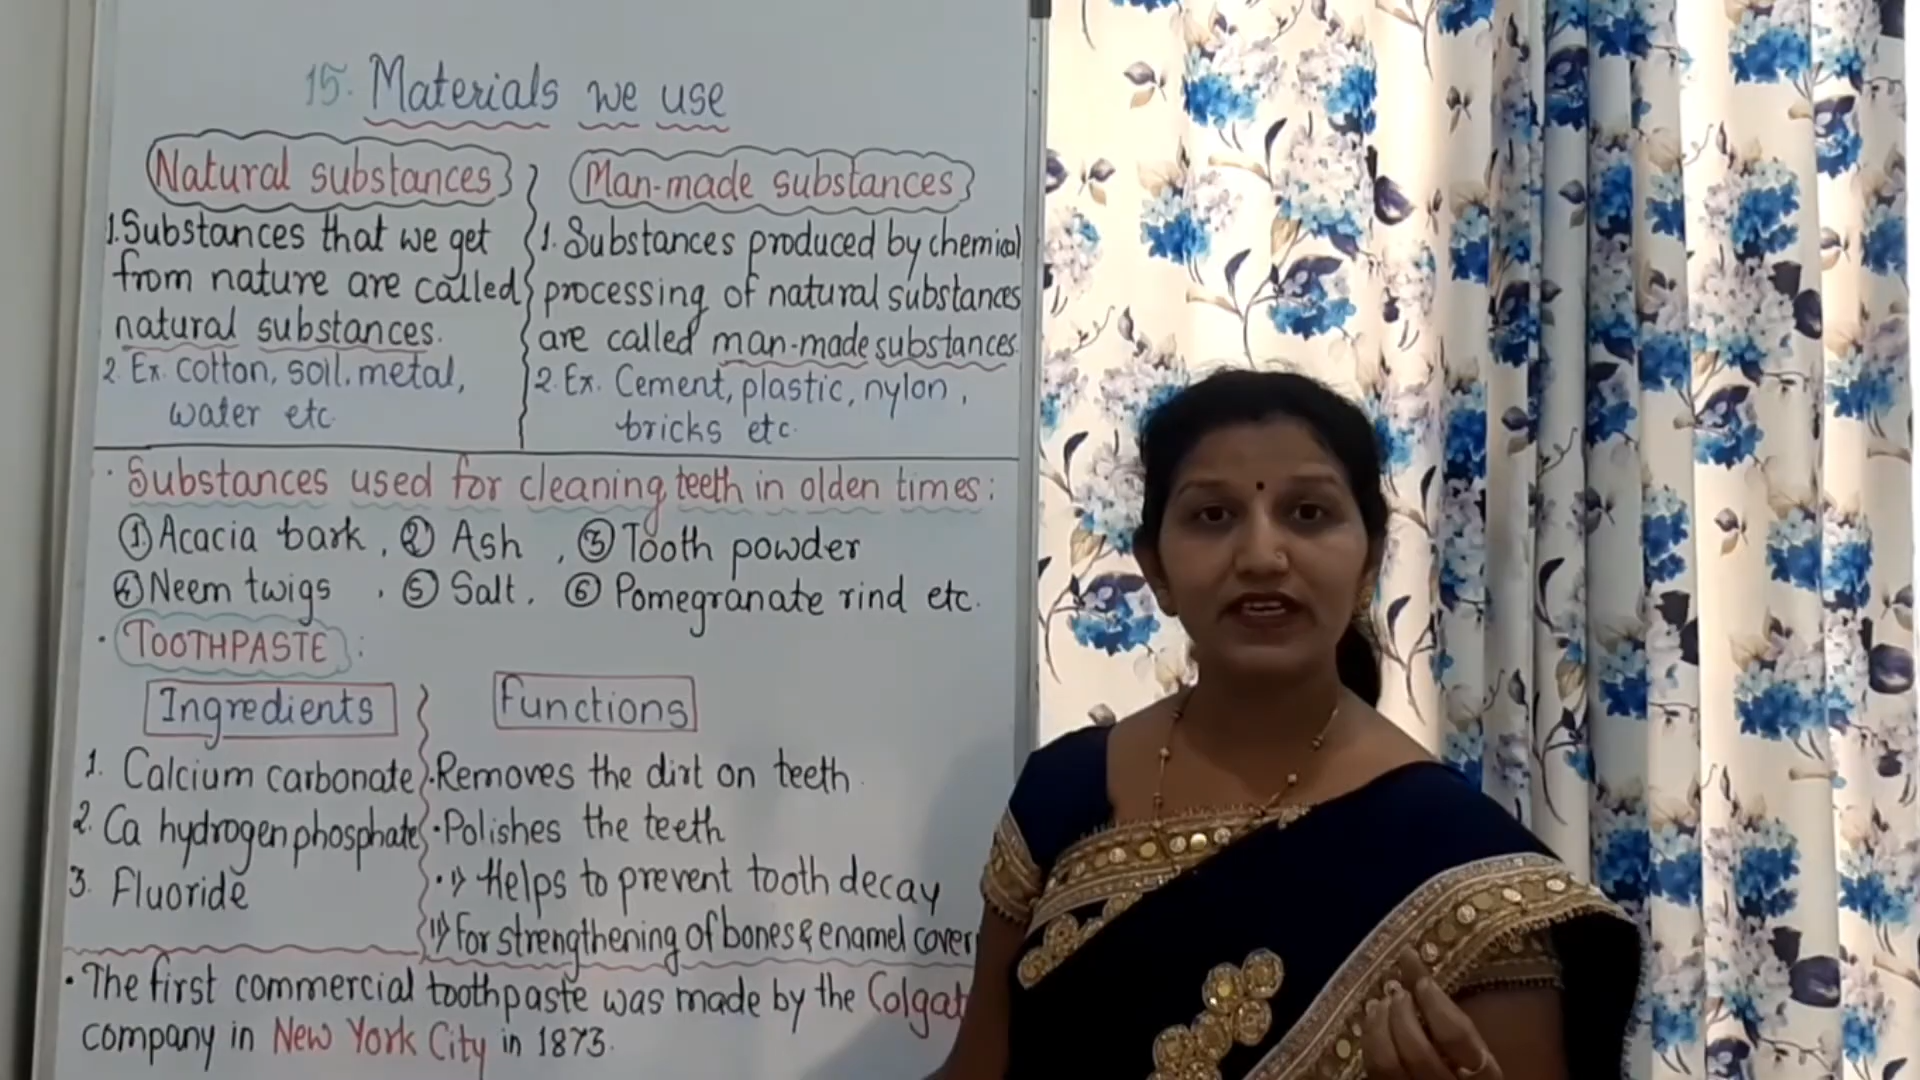 15. Materials we use
Natural substances
1. Substances that we get
from nature are called
natural substances.
2. Ex. Cotton, soil, metal,
water etc.
Man-made substances
1. Substances produced by chemical
processing of natural substances
are called man-made substances.
2. Ex. Cement, plastic, nylon,
bricks etc.
· Substances used for cleaning teeth in olden times:
① Acacia bark, ② Ash, ③ Tooth powder
④ Neem twigs, ⑤ Salt, ⑥ Pomegranate rind etc.
· TOOTHPASTE:
Ingredients
1. Calcium carbonate
2. Ca hydrogen phosphate
3. Fluoride
Functions
· Removes the dirt on teeth.
· Polishes the teeth
· i) Helps to prevent tooth decay
ii) For strengthening of bones & enamel cover
· The first commercial toothpaste was made by the Colgat
company in New York City in 1873.